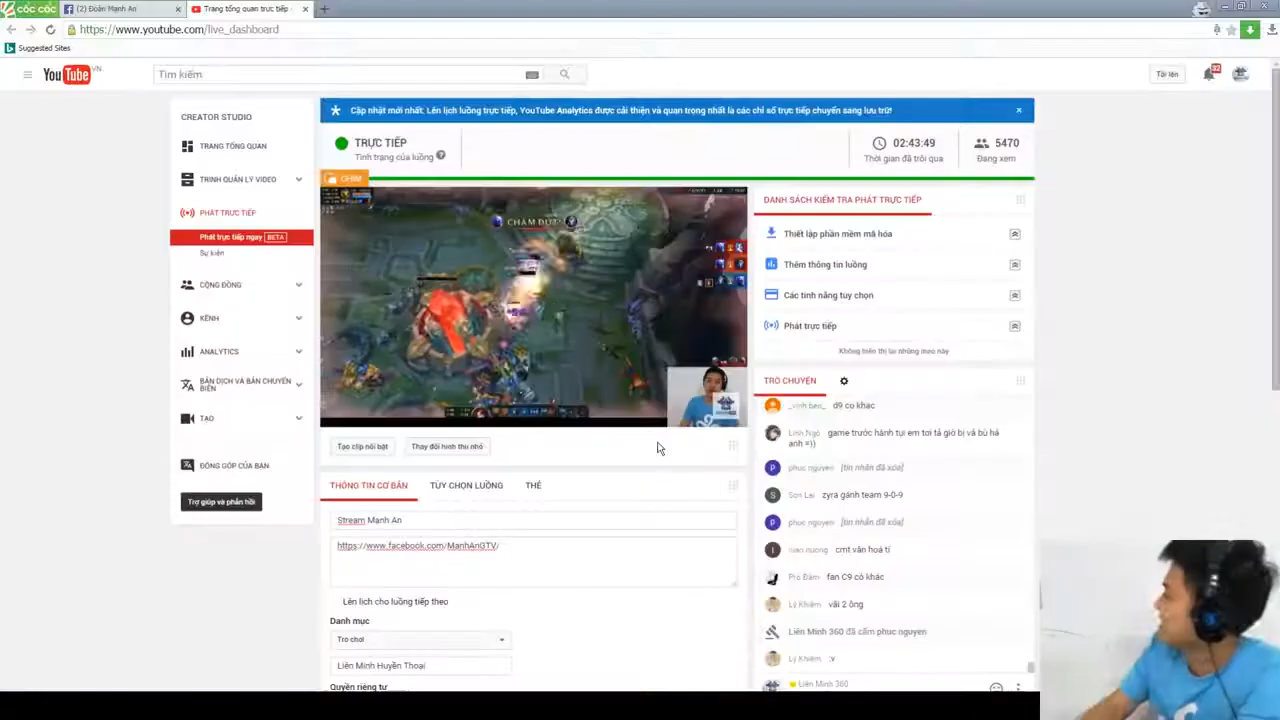 CỐC CỐC
(2) Đoàn Mạnh An
Trang tổng quan trực tiếp
https://www.youtube.com/live_dashboard
Suggested Sites
YouTube VN
Tìm kiếm
Tải lên
CREATOR STUDIO
TRANG TỔNG QUAN
TRÌNH QUẢN LÝ VIDEO
PHÁT TRỰC TIẾP
Phát trực tiếp ngay BETA
Sự kiện
CỘNG ĐỒNG
KÊNH
ANALYTICS
BẢN DỊCH VÀ BẢN CHUYỂN
BIÊN
TẠO
ĐÓNG GÓP CỦA BẠN
Trợ giúp và phản hồi
Cập nhật mới nhất: Lên lịch luồng trực tiếp, YouTube Analytics được cải thiện và quan trọng nhất là các chỉ số trực tiếp chuyển sang lưu trữ!
TRỰC TIẾP
Tình trạng của luồng
02:43:49
Thời gian đã trôi qua
5470
Đang xem
GHIM
Tạo clip nổi bật
Thay đổi hình thu nhỏ
THÔNG TIN CƠ BẢN
TÙY CHỌN LUỒNG
THẺ
Stream Mạnh An
https://www.facebook.com/ManhAnGTV/
Lên lịch cho luồng tiếp theo
Danh mục
Trò chơi
Liên Minh Huyền Thoại
Quyền riêng tư
DANH SÁCH KIỂM TRA PHÁT TRỰC TIẾP
Thiết lập phần mềm mã hóa
Thêm thông tin luồng
Các tính năng tùy chọn
Phát trực tiếp
Không hiển thị lại những mẹo này
TRÒ CHUYỆN
d9 co khac
Linh Ngô game trước hành tụi em tơi tả giờ bị và bù há
anh =))
phuc nguyen [tin nhắn đã xóa]
Son Lai zyra gánh team 9-0-9
phuc nguyen [tin nhắn đã xóa]
cmt văn hoá tí
Pro Đàm fan C9 có khác
Lý Khiêm vãi 2 ông
Liên Minh 360 đã cấm phuc nguyen
Lý Khiêm :v
Liên Minh 360